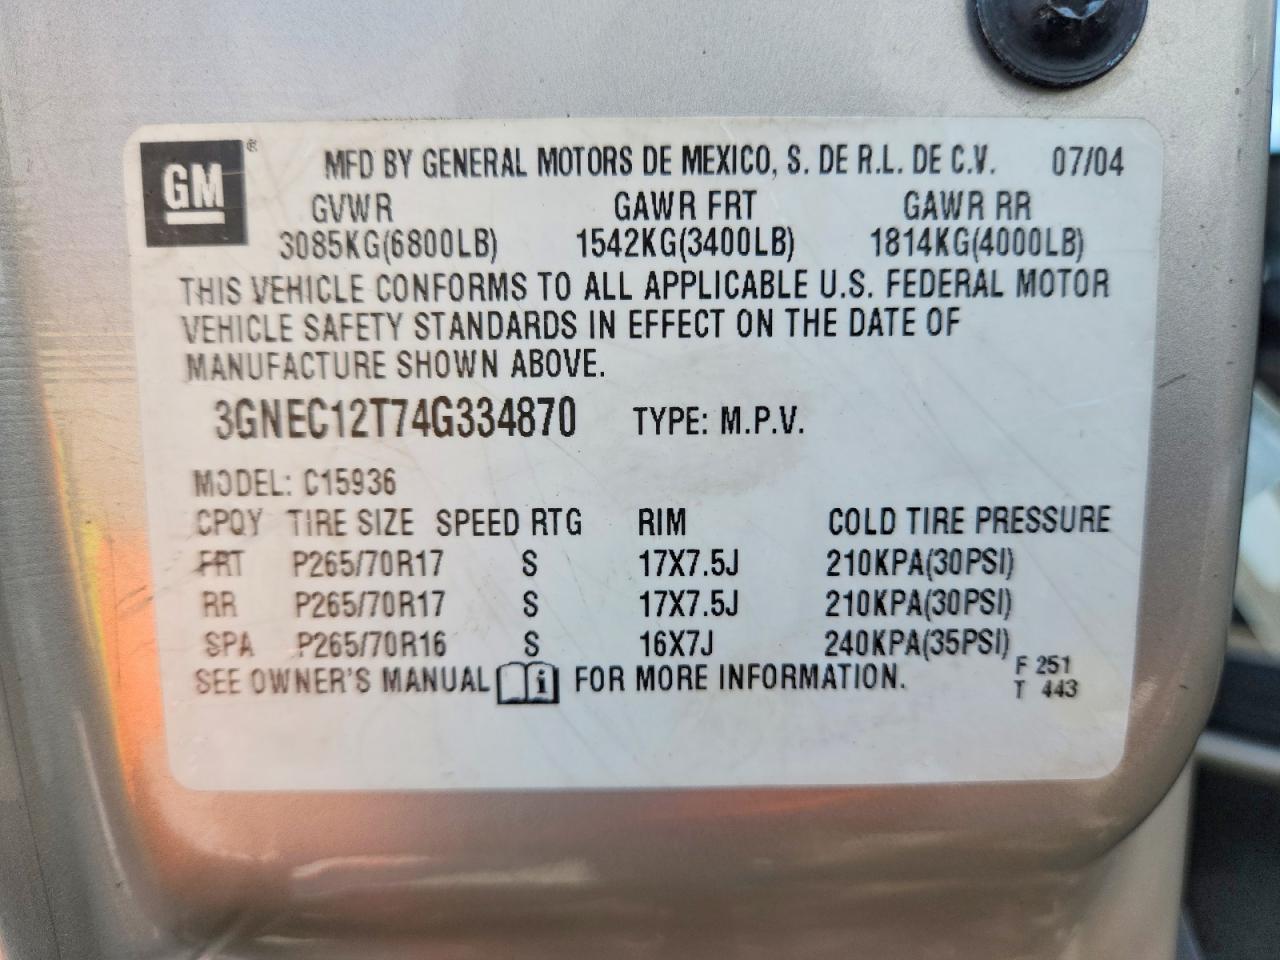 GM ®
MFD BY GENERAL MOTORS DE MEXICO, S. DE R.L. DE C.V. 07/04
GVWR GAWR FRT GAWR RR
3085KG(6800LB) 1542KG(3400LB) 1814KG(4000LB)
THIS VEHICLE CONFORMS TO ALL APPLICABLE U.S. FEDERAL MOTOR
VEHICLE SAFETY STANDARDS IN EFFECT ON THE DATE OF
MANUFACTURE SHOWN ABOVE.
3GNEC12T74G334870 TYPE: M.P.V.
MODEL: C15936
CPQY TIRE SIZE SPEED RTG RIM COLD TIRE PRESSURE
FRT P265/70R17 S 17X7.5J 210KPA(30PSI)
RR P265/70R17 S 17X7.5J 210KPA(30PSI)
SPA P265/70R16 S 16X7J 240KPA(35PSI)
SEE OWNER'S MANUAL i FOR MORE INFORMATION.
F 251
T 443